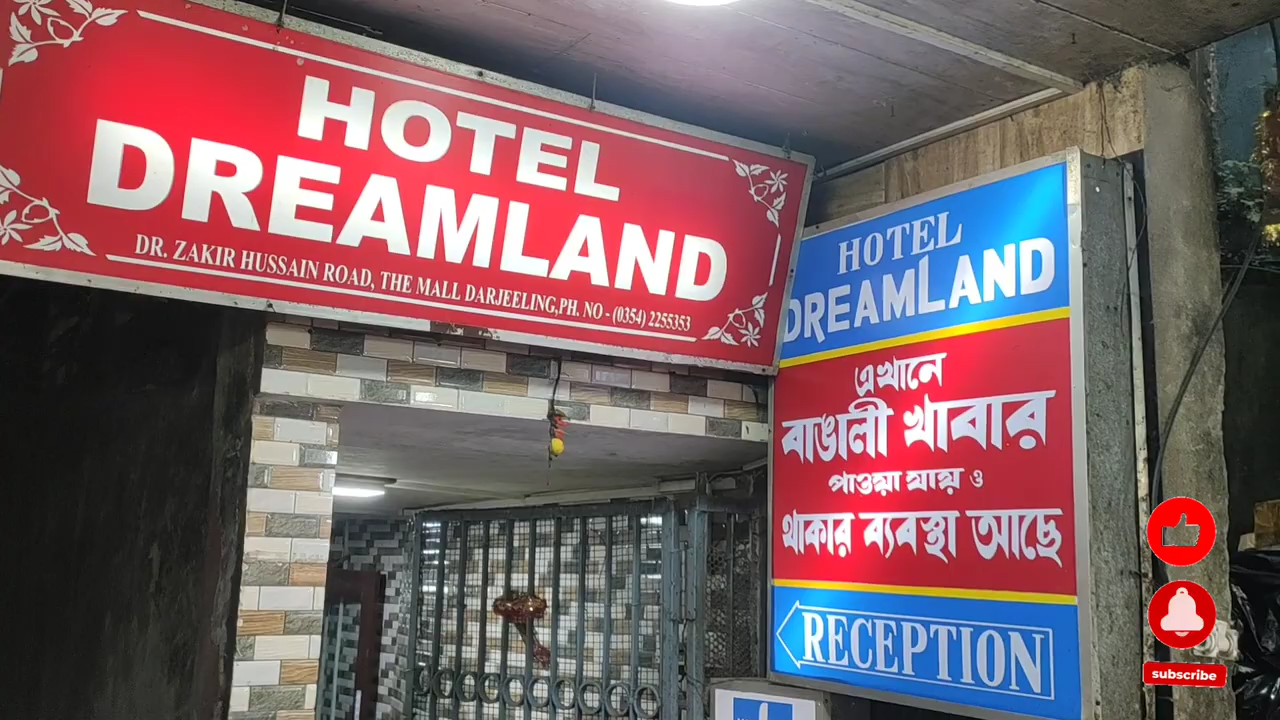 HOTEL
DREAMLAND
DR. ZAKIR HUSSAIN ROAD, THE MALL DARJEELING,PH. NO - (0354) 2255353
HOTEL
DREAMLAND
এখানে
বাঙালী খাবার
পাওয়া যায় ও
থাকার ব্যবস্থা আছে
RECEPTION
subscribe